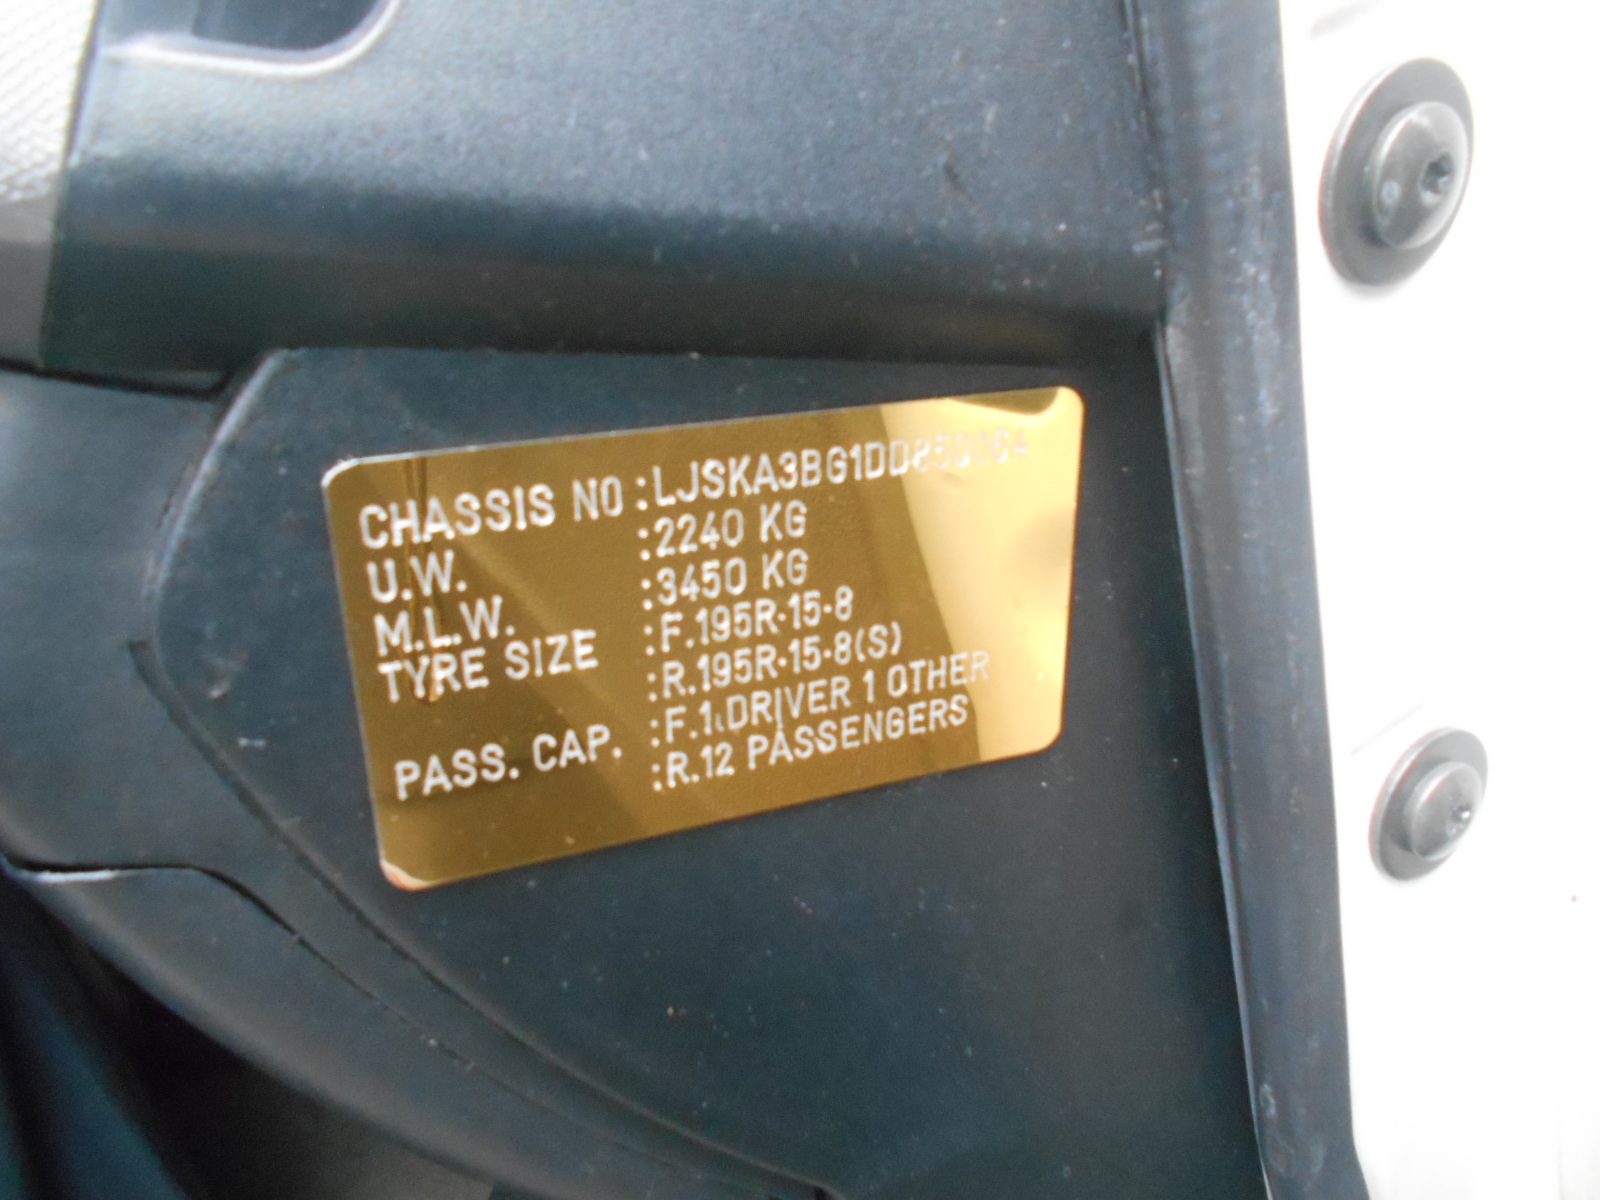 CHASSIS NO :LJSKA3BG1DD850064
U.W. :2240 KG
M.L.W. :3450 KG
TYRE SIZE :F.195R-15-8
:R.195R-15-8(S)
PASS. CAP. :F.1 DRIVER 1 OTHER
:R.12 PASSENGERS